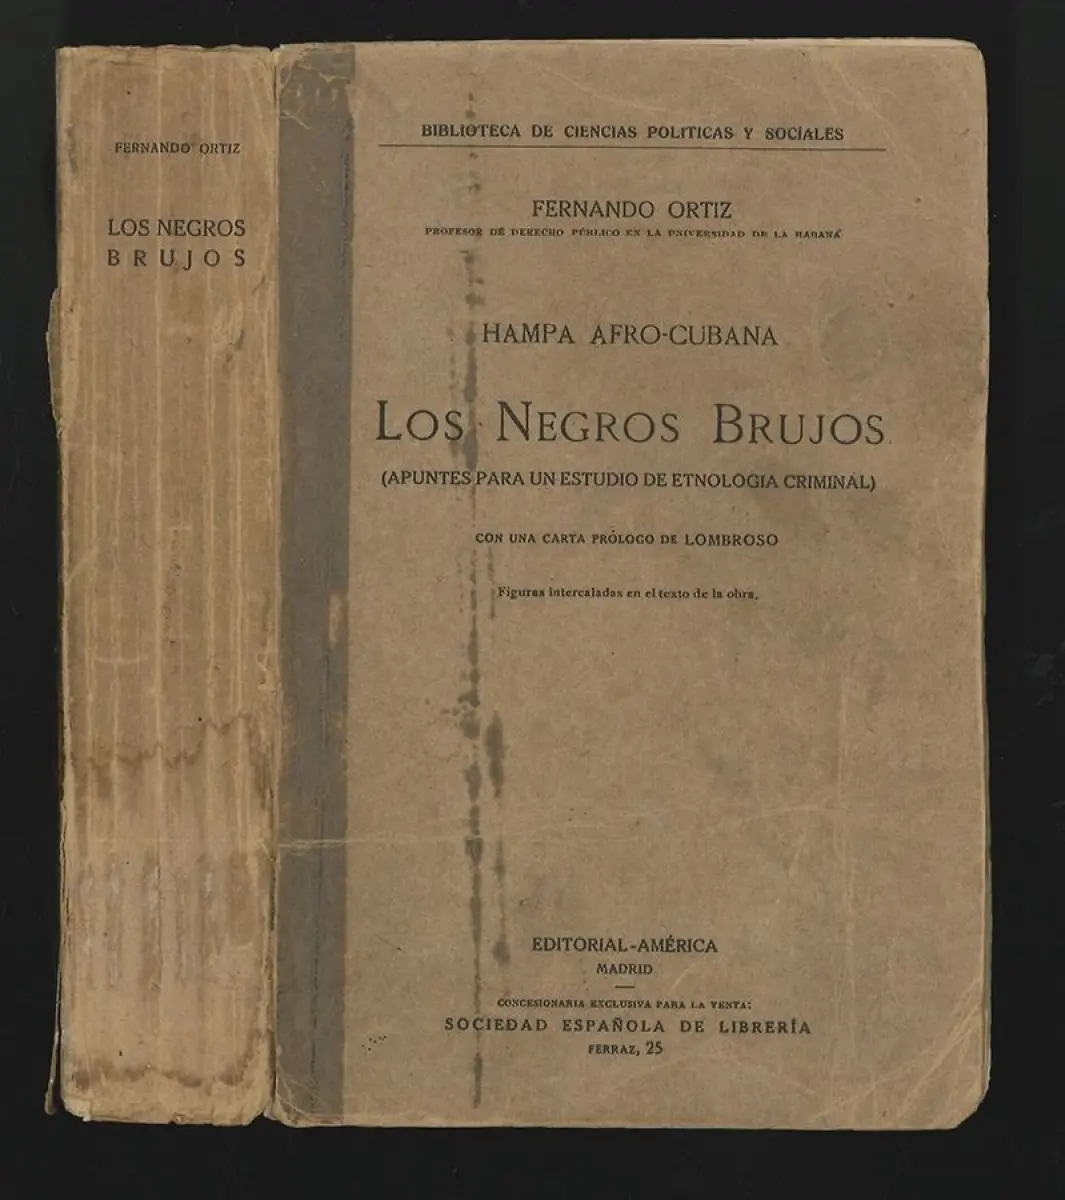 FERNANDO ORTIZ
LOS NEGROS
BRUJOS
BIBLIOTECA DE CIENCIAS POLITICAS Y SOCIALES
FERNANDO ORTIZ
PROFESOR DE DERECHO PÚBLICO EN LA UNIVERSIDAD DE LA HABANA
HAMPA AFRO-CUBANA
LOS NEGROS BRUJOS
(APUNTES PARA UN ESTUDIO DE ETNOLOGIA CRIMINAL)
CON UNA CARTA PRÓLOGO DE LOMBROSO
Figuras intercaladas en el texto de la obra.
EDITORIAL-AMÉRICA
MADRID
CONCESIONARIA EXCLUSIVA PARA LA VENTA:
SOCIEDAD ESPAÑOLA DE LIBRERÍA
FERRAZ, 25